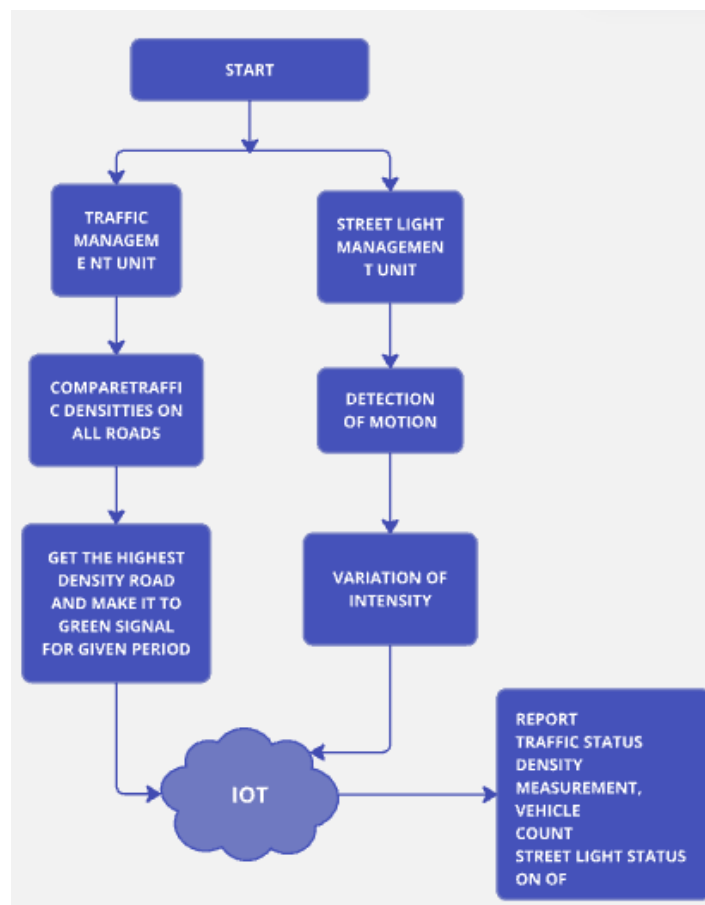 START
TRAFFIC
MANAGEM
E NT UNIT
STREET LIGHT
MANAGEMEN
T UNIT
COMPARETRAFFI
C DENSITTIES ON
ALL ROADS
DETECTION
OF MOTION
GET THE HIGHEST
DENSITY ROAD
AND MAKE IT TO
GREEN SIGNAL
FOR GIVEN PERIOD
VARIATION OF
INTENSITY
IOT
REPORT
TRAFFIC STATUS
DENSITY
MEASUREMENT,
VEHICLE
COUNT
STREET LIGHT STATUS
ON OF